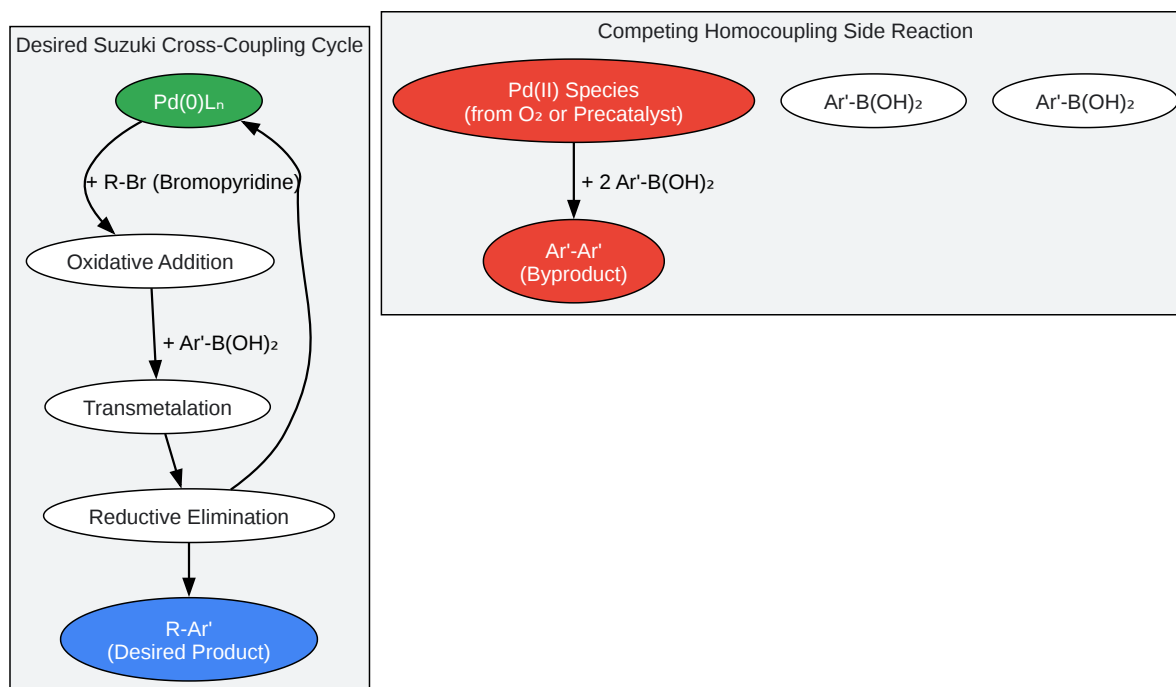 Desired Suzuki Cross-Coupling Cycle
Pd(0)Lₙ
+ R-Br (Bromopyridine)
Oxidative Addition
+ Ar'-B(OH)₂
Transmetalation
Reductive Elimination
R-Ar'
(Desired Product)
Competing Homocoupling Side Reaction
Pd(II) Species
(from O₂ or Precatalyst)
Ar'-B(OH)₂
Ar'-B(OH)₂
+ 2 Ar'-B(OH)₂
Ar'-Ar'
(Byproduct)